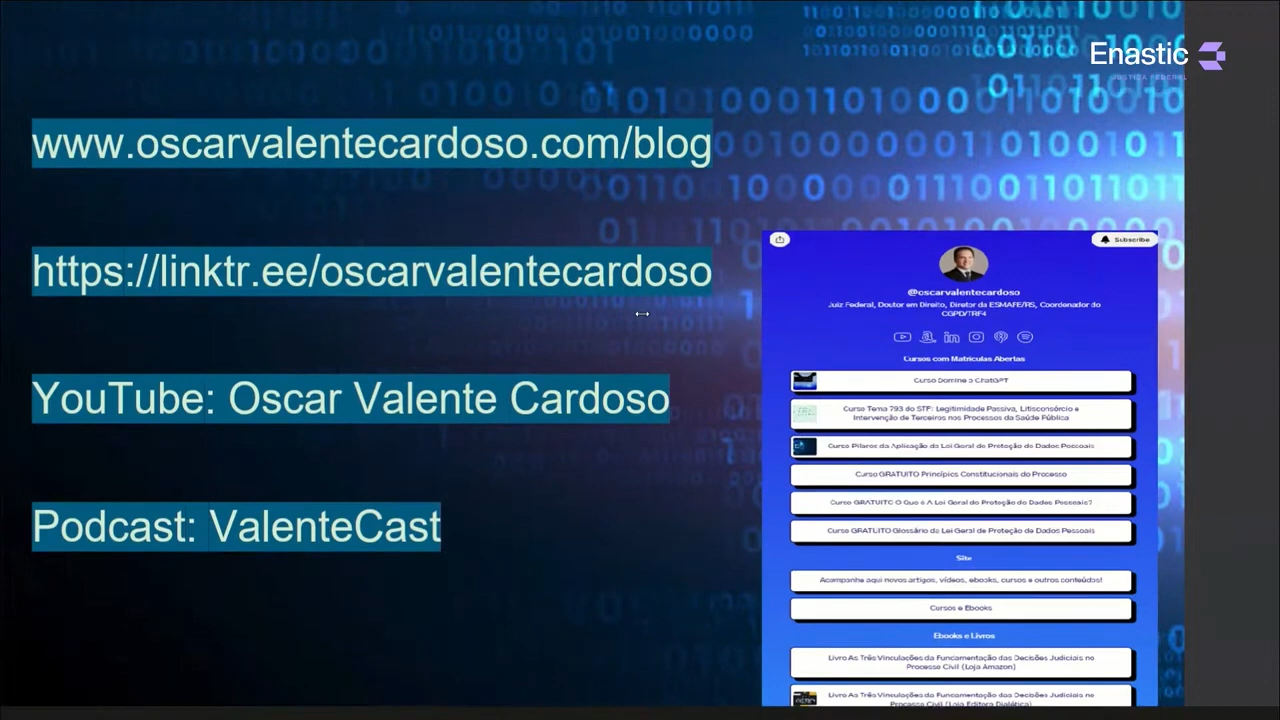 Enastic
JUSTIÇA FEDERAL
www.oscarvalentecardoso.com/blog
https://linktr.ee/oscarvalentecardoso
YouTube: Oscar Valente Cardoso
Podcast: ValenteCast
Subscribe
@oscarvalentecardoso
Juiz Federal, Doutor em Direito, Diretor da ESMAFE/RS, Coordenador do
CGPD/TRF4
Cursos com Matrículas Abertas
Curso Domine o ChatGPT
Curso Tema 793 do STF: Legitimidade Passiva, Litisconsórcio e
Intervenção de Terceiros nos Processos da Saúde Pública
Curso Pilares da Aplicação da Lei Geral de Proteção de Dados Pessoais
Curso GRATUITO Princípios Constitucionais do Processo
Curso GRATUITO O Que é A Lei Geral de Proteção de Dados Pessoais?
Curso GRATUITO Glossário da Lei Geral de Proteção de Dados Pessoais
Site
Acompanhe aqui novos artigos, vídeos, ebooks, cursos e outros conteúdos!
Cursos e Ebooks
Ebooks e Livros
Livro As Três Vinculações da Fundamentação das Decisões Judiciais no
Processo Civil (Loja Amazon)
Livro As Três Vinculações da Fundamentação das Decisões Judiciais no
Processo Civil (Loja Editora Dialética)